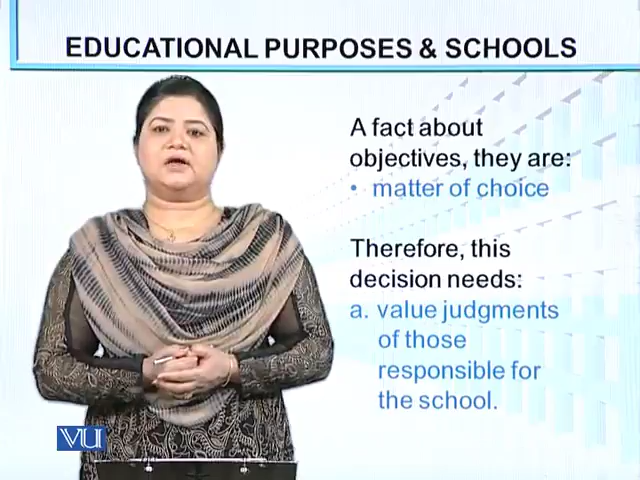 EDUCATIONAL PURPOSES & SCHOOLS
A fact about
objectives, they are:
• matter of choice
Therefore, this
decision needs:
a. value judgments
of those
responsible for
the school.
VU